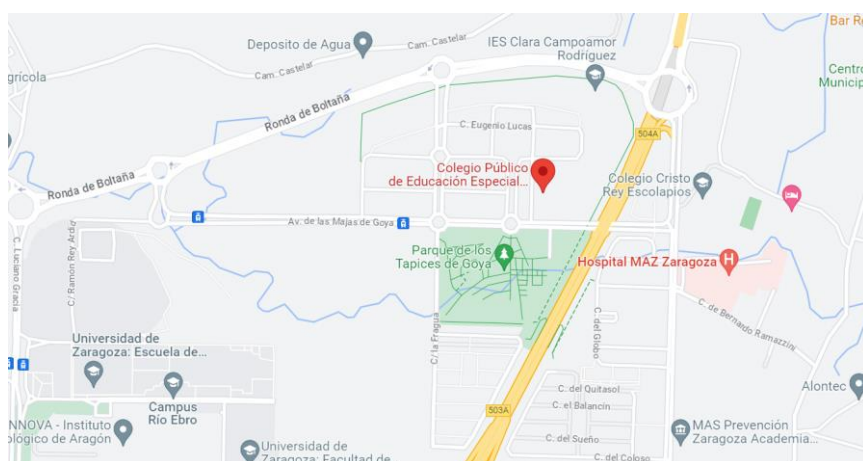 Bar R
Deposito de Agua
Cam. Castelar
Cam. Castelar
IES Clara Campoamor
Rodríguez
Centro
Municip
grícola
Ronda de Boltaña
C. Eugenio Lucas
504A
Colegio Público
de Educación Especial...
Colegio Cristo
Rey Escolapios
Ronda de Boltaña
Av. de las Majas de Goya
C. Luciano Gracia
C/ Ramón Rey Ardid
Parque de los
Tapices de Goya
Hospital MAZ Zaragoza
H
C. de Bernardo Ramazzini
C/ la Fragua
C. del Globo
Universidad de
Zaragoza: Escuela de...
Campus
Río Ebro
C. del Quitasol
C. el Balancín
Alontec
503A
NNOVA - Instituto
ológico de Aragón
C. del Sueño
MAS Prevención
Zaragoza Academia...
Universidad de
Zaragoza: Facultad de
C. del Coloso